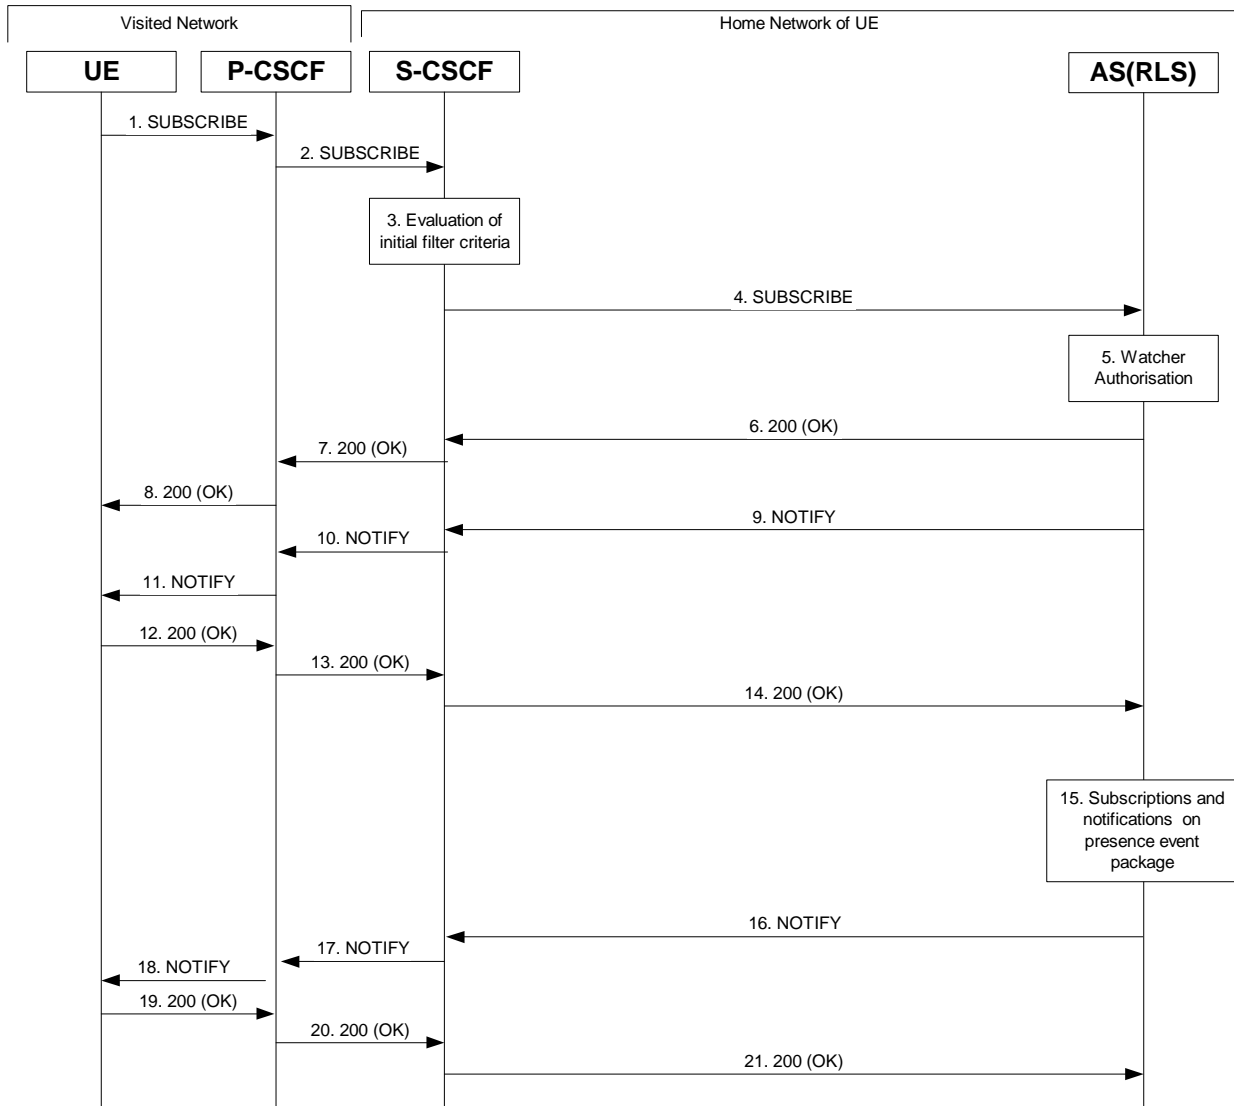 Visited Network
Home Network of UE
UE
P-CSCF
S-CSCF
AS(RLS)
1. SUBSCRIBE
2. SUBSCRIBE
3. Evaluation of
initial filter criteria
4. SUBSCRIBE
5. Watcher
Authorisation
6. 200 (OK)
7. 200 (OK)
8. 200 (OK)
9. NOTIFY
10. NOTIFY
11. NOTIFY
12. 200 (OK)
13. 200 (OK)
14. 200 (OK)
15. Subscriptions and
notifications on
presence event
package
16. NOTIFY
17. NOTIFY
18. NOTIFY
19. 200 (OK)
20. 200 (OK)
21. 200 (OK)